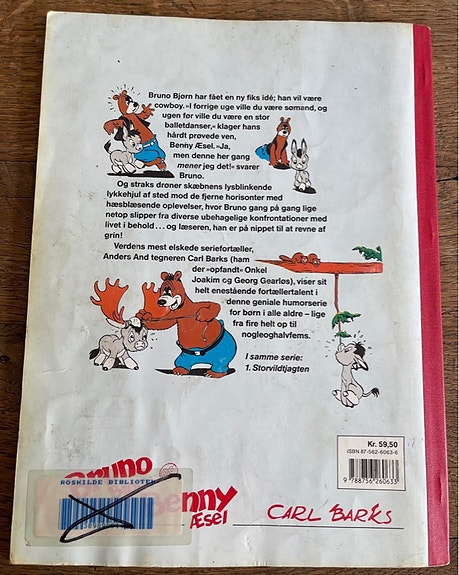 Bruno Bjørn har fået en ny fiks idé; han vil være
cowboy. »I forrige uge ville du være sømand, og
ugen før ville du være en stor
balletdanser,« klager hans
hårdt prøvede ven,
Benny Æsel. »Ja,
men denne her gang
mener jeg det!« svarer
Bruno.
Og straks drøner skæbnens lysblinkende
lykkehjul af sted mod de fjerne horisonter med
hæsblæsende oplevelser, hvor Bruno gang på gang lige
netop slipper fra diverse ubehagelige konfrontationer med
livet i behold . . . og læseren, han er på nippet til at revne af
grin!
Verdens mest elskede seriefortæller,
Anders And tegneren Carl Barks (ham
der »opfandt« Onkel
Joakim og Georg Gearløs), viser sit
helt enestående fortællertalent i
denne geniale humorserie
for børn i alle aldre – lige
fra fire helt op til
nogleoghalvfems.
I samme serie:
1. Storvildtjagten
Kr. 59,50
ISBN 87-562-6063-6
9 788756 260633
Bruno
ROSKILDE BIBLIOTEK
Benny
Æsel
CARL BARKS